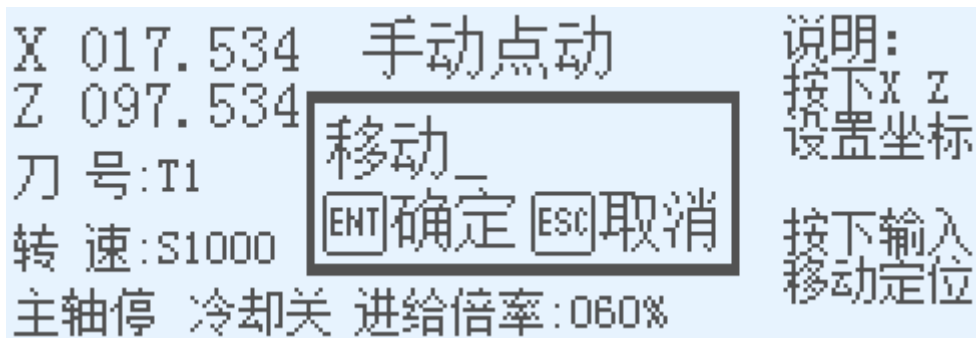 X 017.534 手动点动
Z 097.534
刀 号:T1
转 速:S1000
主轴停 冷却关 进给倍率:060%
移动_
ENT确定 ESC取消
说明:
按下X Z
设置坐标
按下输入
移动定位